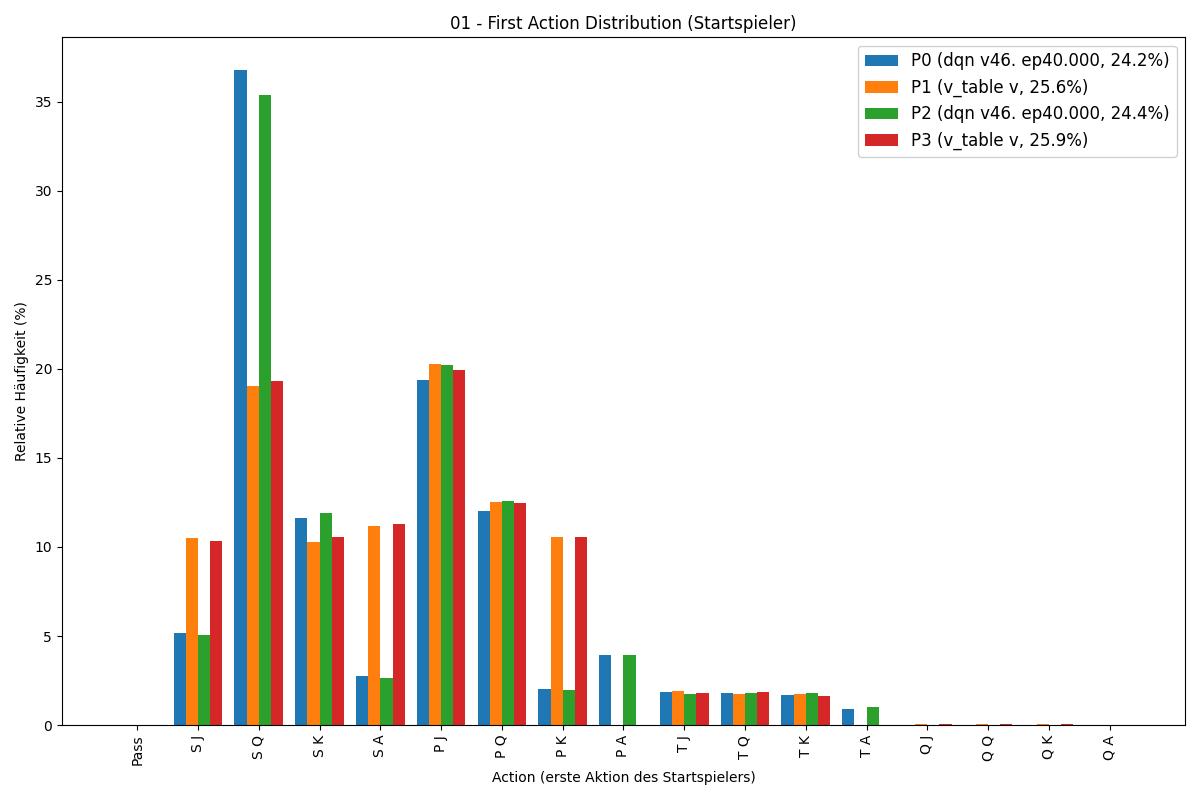 01 - First Action Distribution (Startspieler)
P0 (dqn v46. ep40.000, 24.2%)
P1 (v_table v, 25.6%)
P2 (dqn v46. ep40.000, 24.4%)
P3 (v_table v, 25.9%)
Relative Häufigkeit (%)
35
30
25
20
15
10
5
0
Pass
S J
S Q
S K
S A
P J
P Q
P K
P A
T J
T Q
T K
T A
Q J
Q Q
Q K
Q A
Action (erste Aktion des Startspielers)